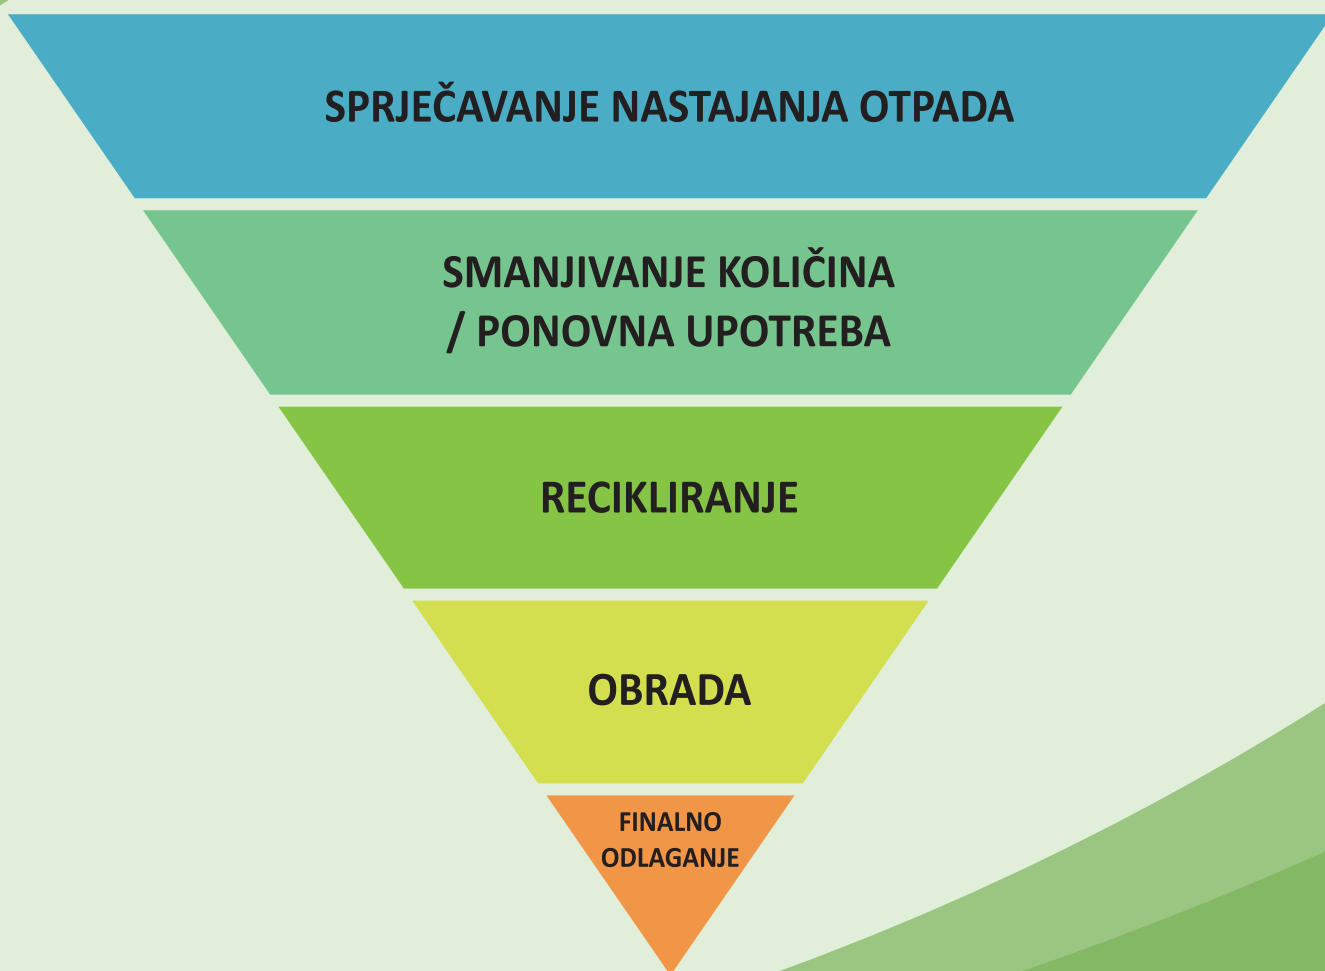 SPRJEČAVANJE NASTAJANJA OTPADA
SMANJIVANJE KOLIČINA
/ PONOVNA UPOTREBA
RECIKLIRANJE
OBRADA
FINALNO
ODLAGANJE